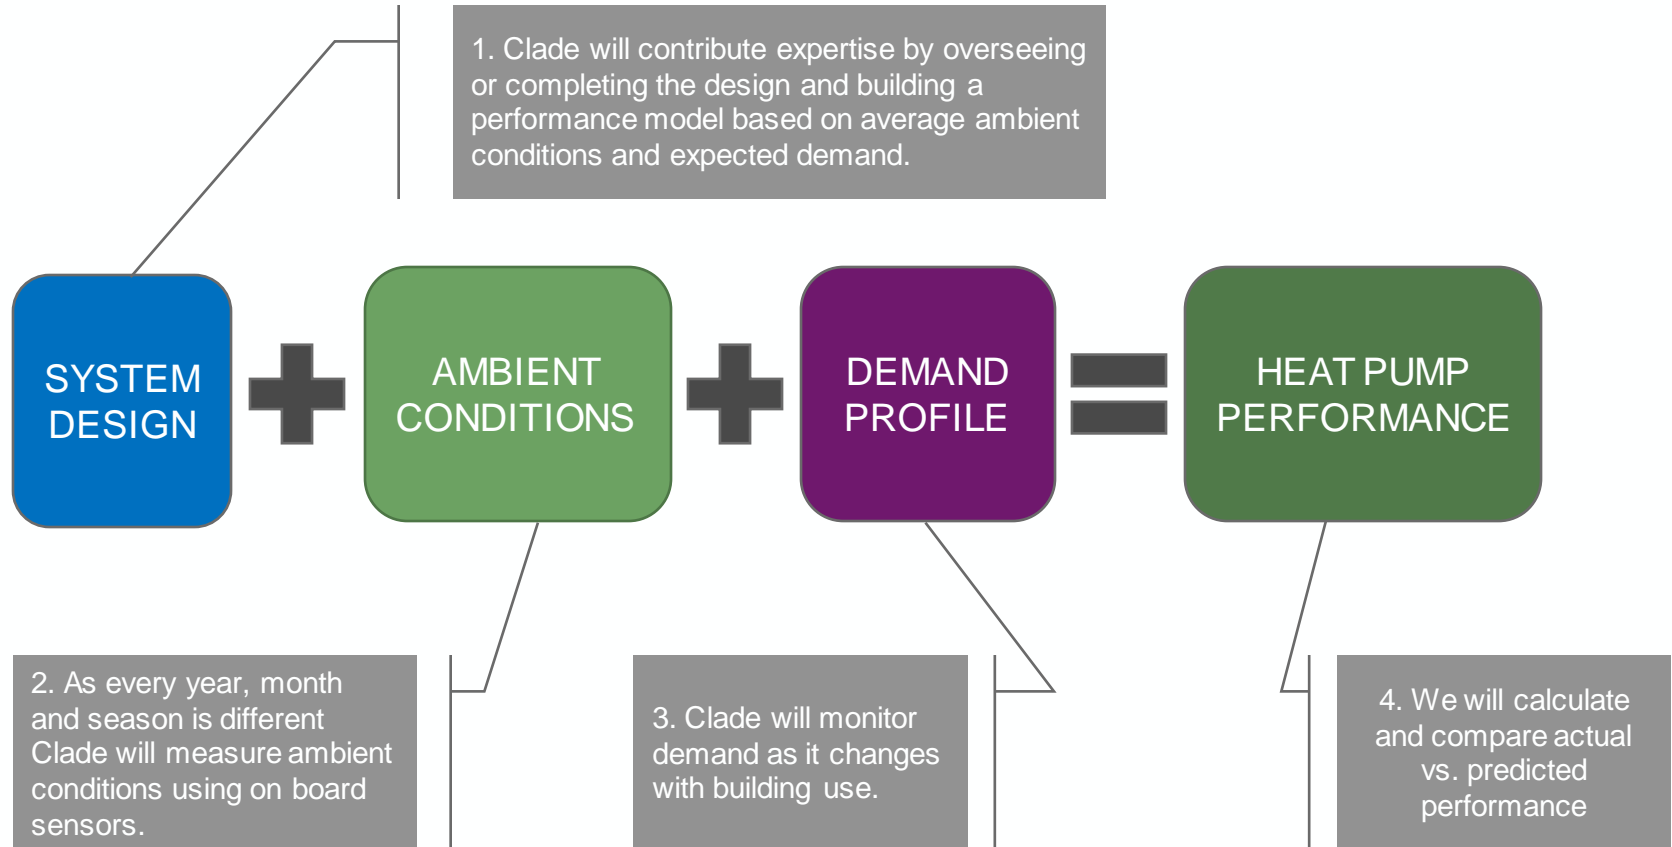 1. Clade will contribute expertise by overseeing
or completing the design and building a
performance model based on average ambient
conditions and expected demand.
SYSTEM
DESIGN
AMBIENT
CONDITIONS
DEMAND
PROFILE
HEAT PUMP
PERFORMANCE
2. As every year, month
and season is different
Clade will measure ambient
conditions using on board
sensors.
3. Clade will monitor
demand as it changes
with building use.
4. We will calculate
and compare actual
vs. predicted
performance